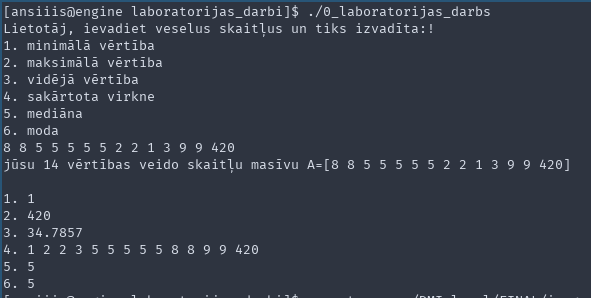 [ansiiis@engine laboratorijas_darbi]$ ./0_laboratorijas_darbs
Lietotāj, ievadiet veselus skaitļus un tiks izvadīta:!
1. minimālā vērtība
2. maksimālā vērtība
3. vidējā vērtība
4. sakārtota virkne
5. mediāna
6. moda
8 8 5 5 5 5 5 2 2 1 3 9 9 420
jūsu 14 vērtības veido skaitļu masīvu A=[8 8 5 5 5 5 5 2 2 1 3 9 9 420]
1. 1
2. 420
3. 34.7857
4. 1 2 2 3 5 5 5 5 5 8 8 9 9 420
5. 5
6. 5